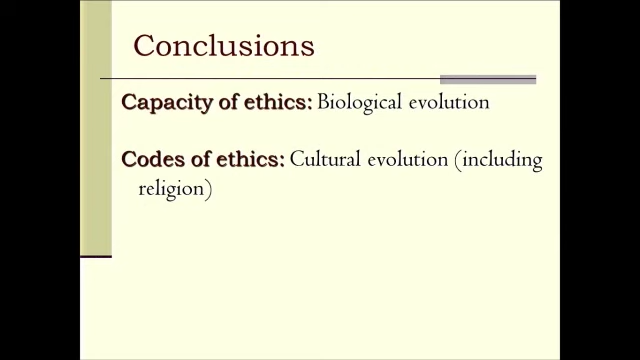 Conclusions
Capacity of ethics: Biological evolution
Codes of ethics: Cultural evolution (including
religion)